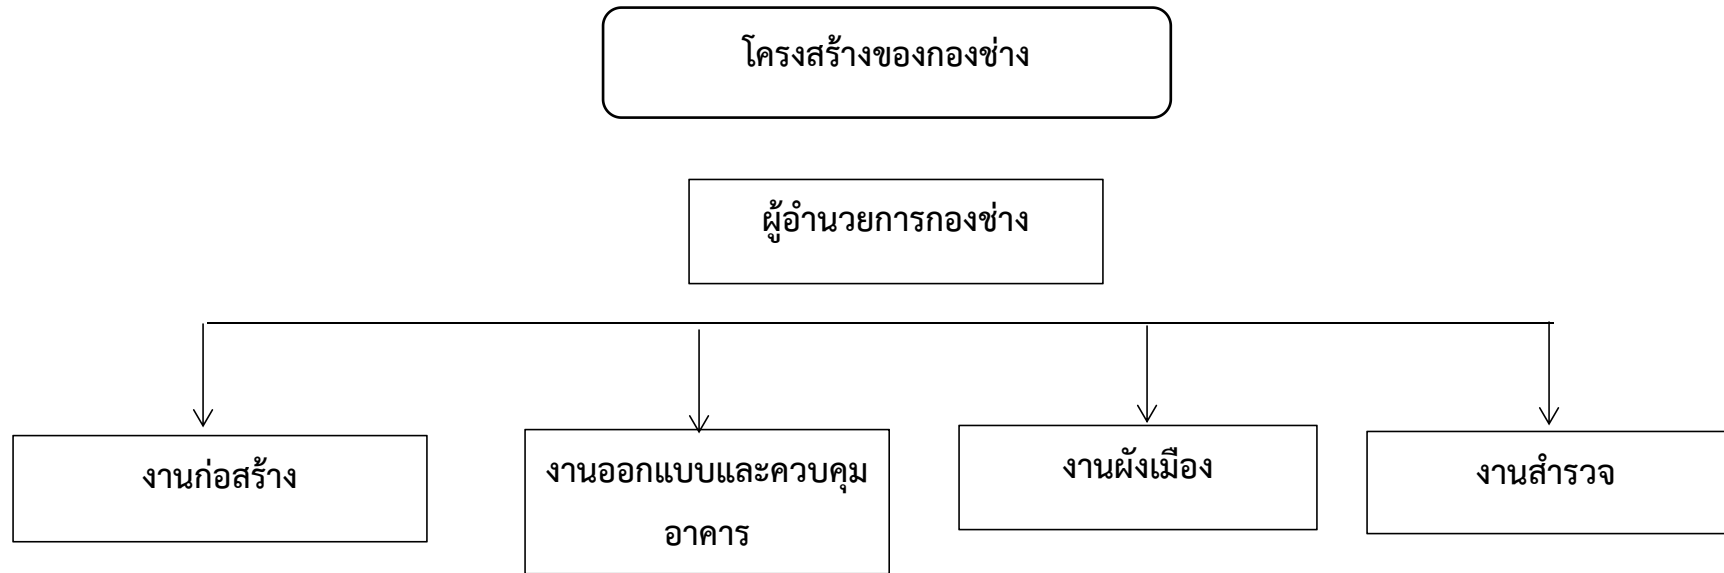 โครงสร้างของกองช่าง
ผู้อำนวยการกองช่าง
งานก่อสร้าง
งานออกแบบและควบคุม
อาคาร
งานผังเมือง
งานสำรวจ